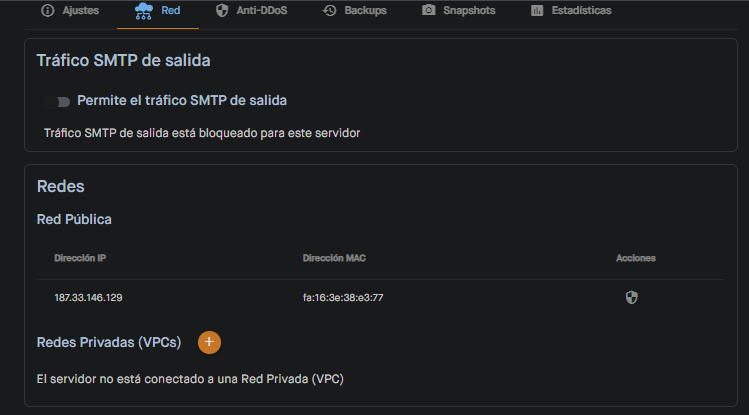 Ajustes Red Anti-DDoS Backups Snapshots Estadísticas
Tráfico SMTP de salida
Permite el tráfico SMTP de salida
Tráfico SMTP de salida está bloqueado para este servidor
Redes
Red Pública
Dirección IP Dirección MAC Acciones
187.33.146.129 fa:16:3e:38:e3:77
Redes Privadas (VPCs) +
El servidor no está conectado a una Red Privada (VPC)